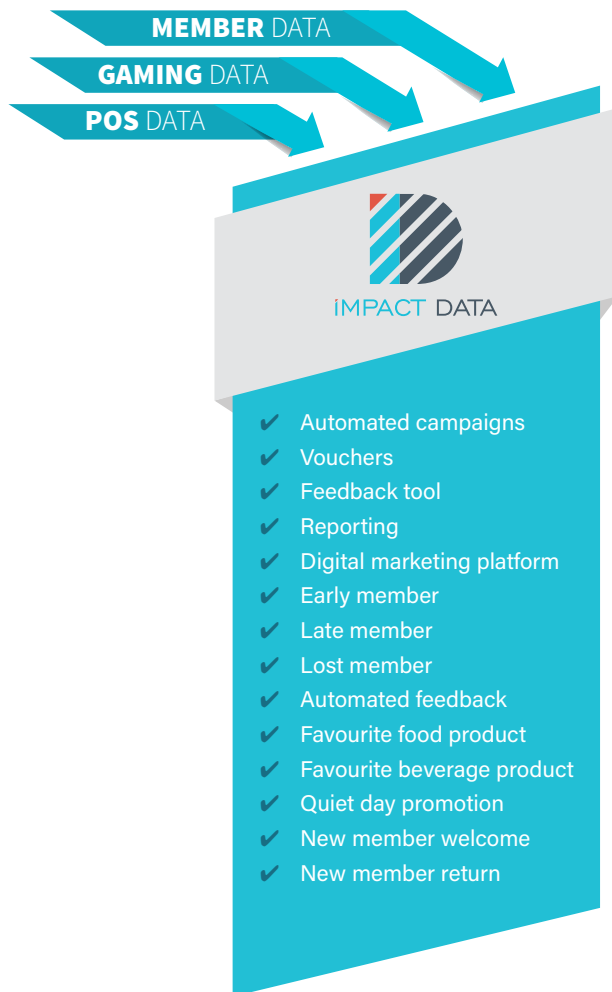 MEMBER DATA
GAMING DATA
POS DATA
iMPACT DATA
✔ Automated campaigns
✔ Vouchers
✔ Feedback tool
✔ Reporting
✔ Digital marketing platform
✔ Early member
✔ Late member
✔ Lost member
✔ Automated feedback
✔ Favourite food product
✔ Favourite beverage product
✔ Quiet day promotion
✔ New member welcome
✔ New member return